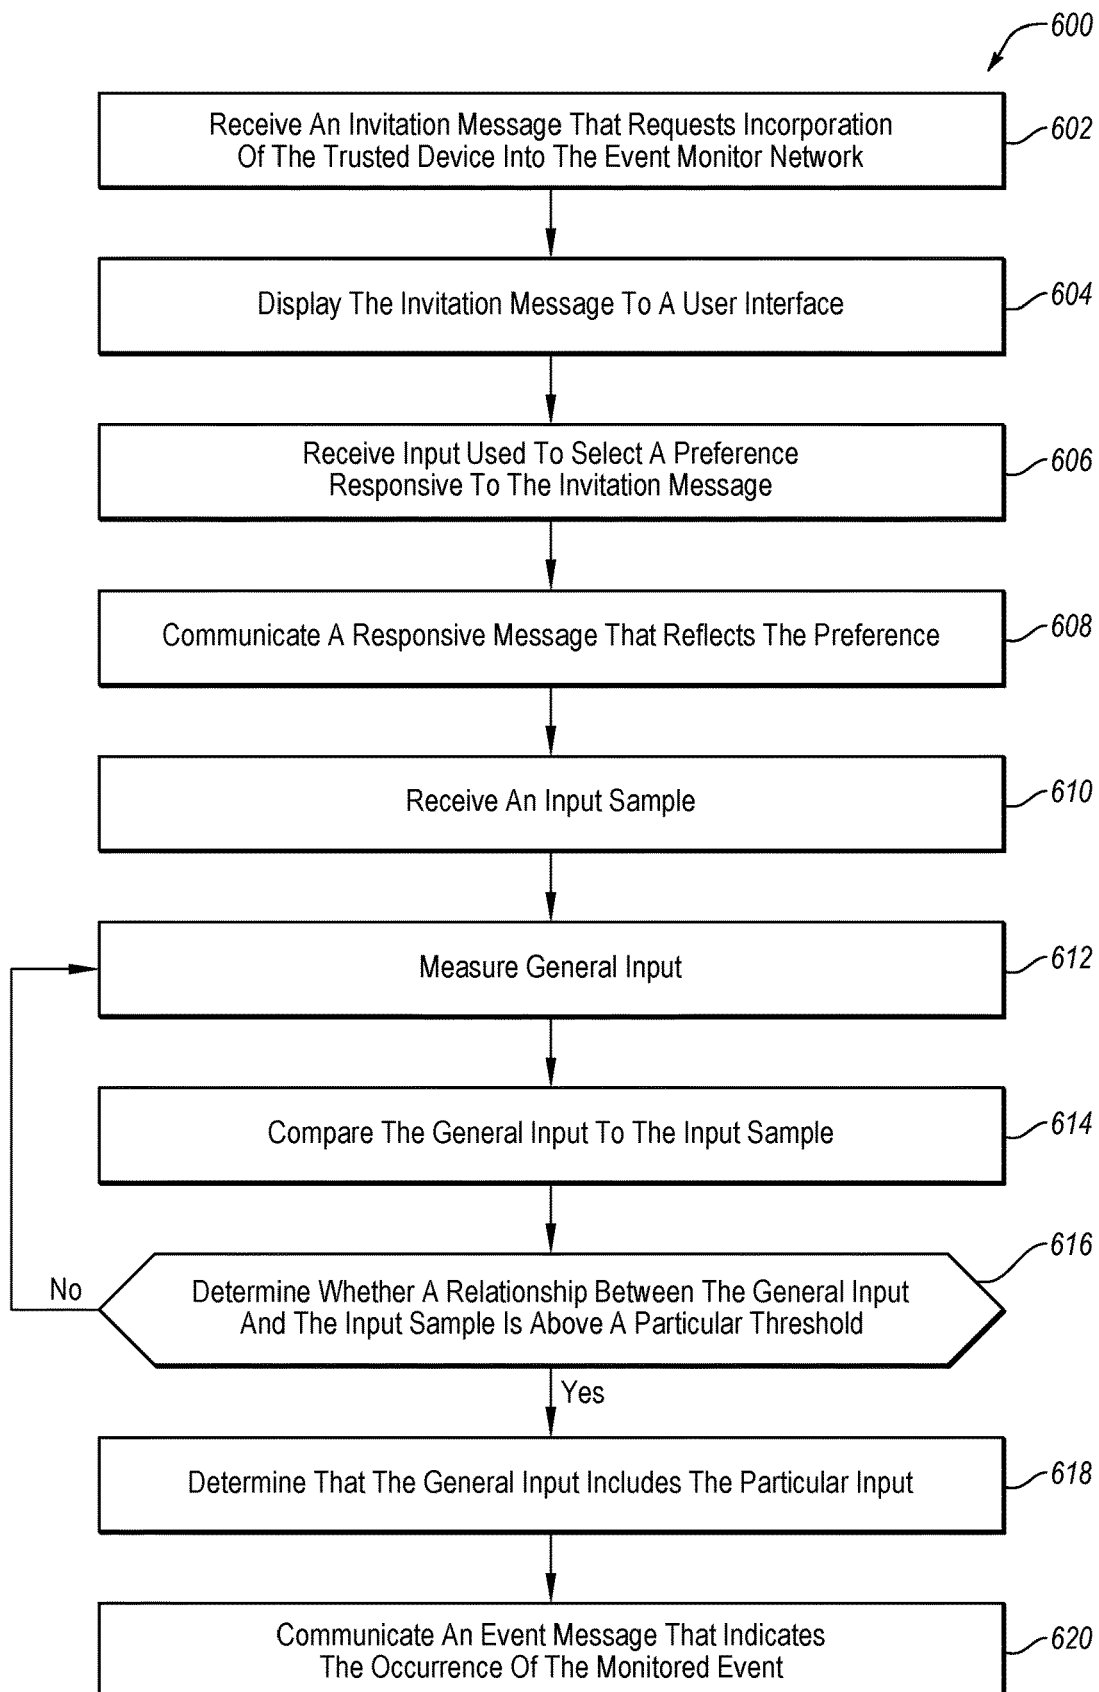 600
Receive An Invitation Message That Requests Incorporation
Of The Trusted Device Into The Event Monitor Network
602
Display The Invitation Message To A User Interface
604
Receive Input Used To Select A Preference
Responsive To The Invitation Message
606
Communicate A Responsive Message That Reflects The Preference
608
Receive An Input Sample
610
Measure General Input
612
Compare The General Input To The Input Sample
614
Determine Whether A Relationship Between The General Input
And The Input Sample Is Above A Particular Threshold
616
No
Yes
Determine That The General Input Includes The Particular Input
618
Communicate An Event Message That Indicates
The Occurrence Of The Monitored Event
620